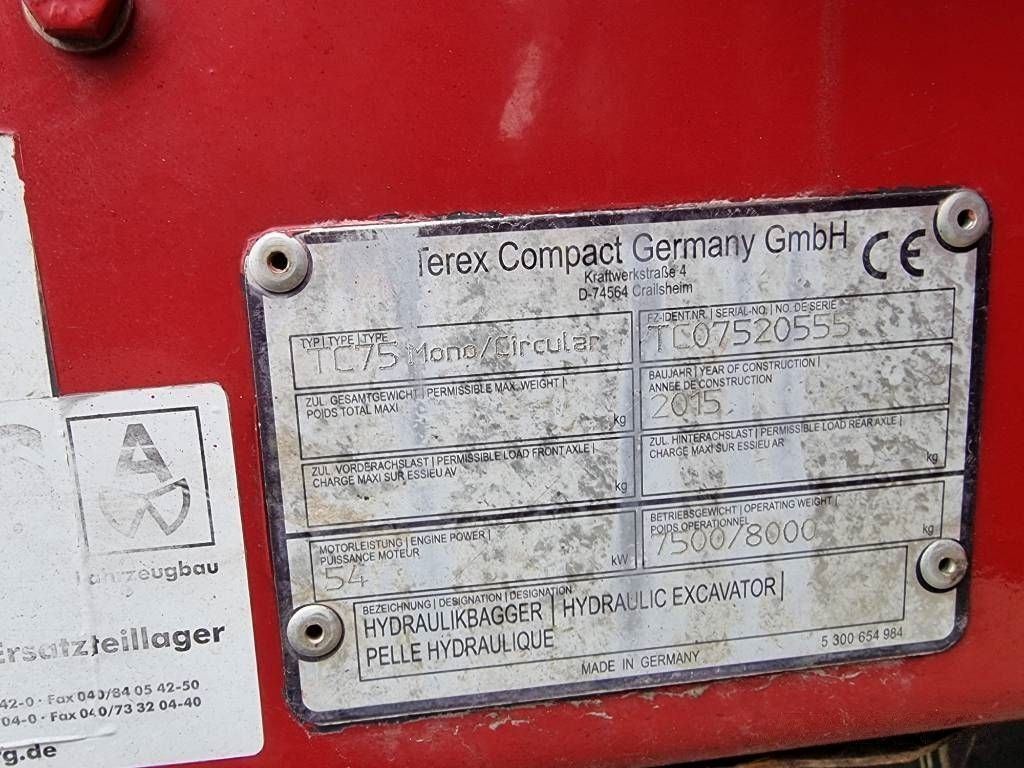 Terex Compact Germany GmbH
Kraftwerkstraße 4
D-74564 Crailsheim
CE
TYP | TYPE | TYPE
TC75 Mono/Circular
FZ-IDENT.NR. | SERIAL-NO. | NO. DE SERIE
TC07520555
ZUL. GESAMTGEWICHT | PERMISSIBLE MAX. WEIGHT |
POIDS TOTAL MAXI
kg
BAUJAHR | YEAR OF CONSTRUCTION |
ANNEE DE CONSTRUCTION
2015
ZUL. VORDERACHSLAST | PERMISSIBLE LOAD FRONT AXLE |
CHARGE MAXI SUR ESSIEU AV
kg
ZUL. HINTERACHSLAST | PERMISSIBLE LOAD REAR AXLE |
CHARGE MAXI SUR ESSIEU AR
kg
MOTORLEISTUNG | ENGINE POWER |
PUISSANCE MOTEUR
54
kW
BETRIEBSGEWICHT | OPERATING WEIGHT |
POIDS OPERATIONNEL
7500/8000
kg
BEZEICHNUNG | DESIGNATION | DESIGNATION
HYDRAULIKBAGGER | HYDRAULIC EXCAVATOR |
PELLE HYDRAULIQUE
5 300 654 984
MADE IN GERMANY
Fahrzeugbau
Ersatzteillager
42-0 · Fax 040/84 05 42-50
04-0 · Fax 040/73 32 04-40
rg.de